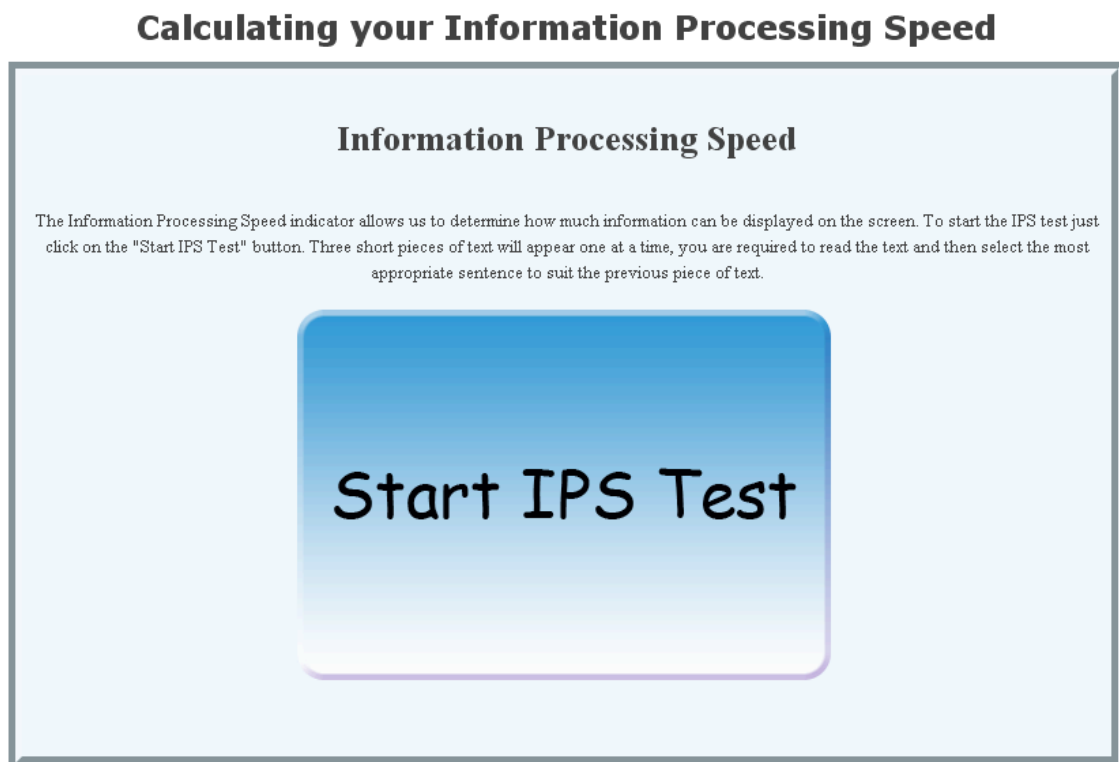 Calculating your Information Processing Speed
Information Processing Speed
The Information Processing Speed indicator allows us to determine how much information can be displayed on the screen. To start the IPS test just
click on the "Start IPS Test" button. Three short pieces of text will appear one at a time, you are required to read the text and then select the most
appropriate sentence to suit the previous piece of text.
Start IPS Test